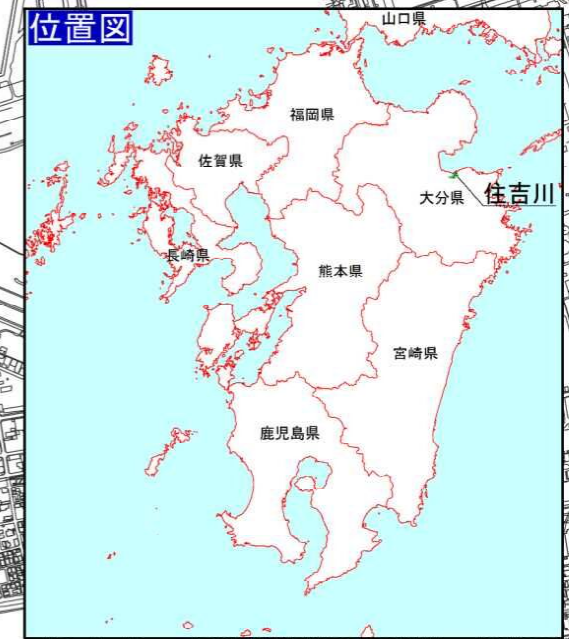 位置図
山口県
福岡県
佐賀県
大分県
住吉川
長崎県
熊本県
宮崎県
鹿児島県